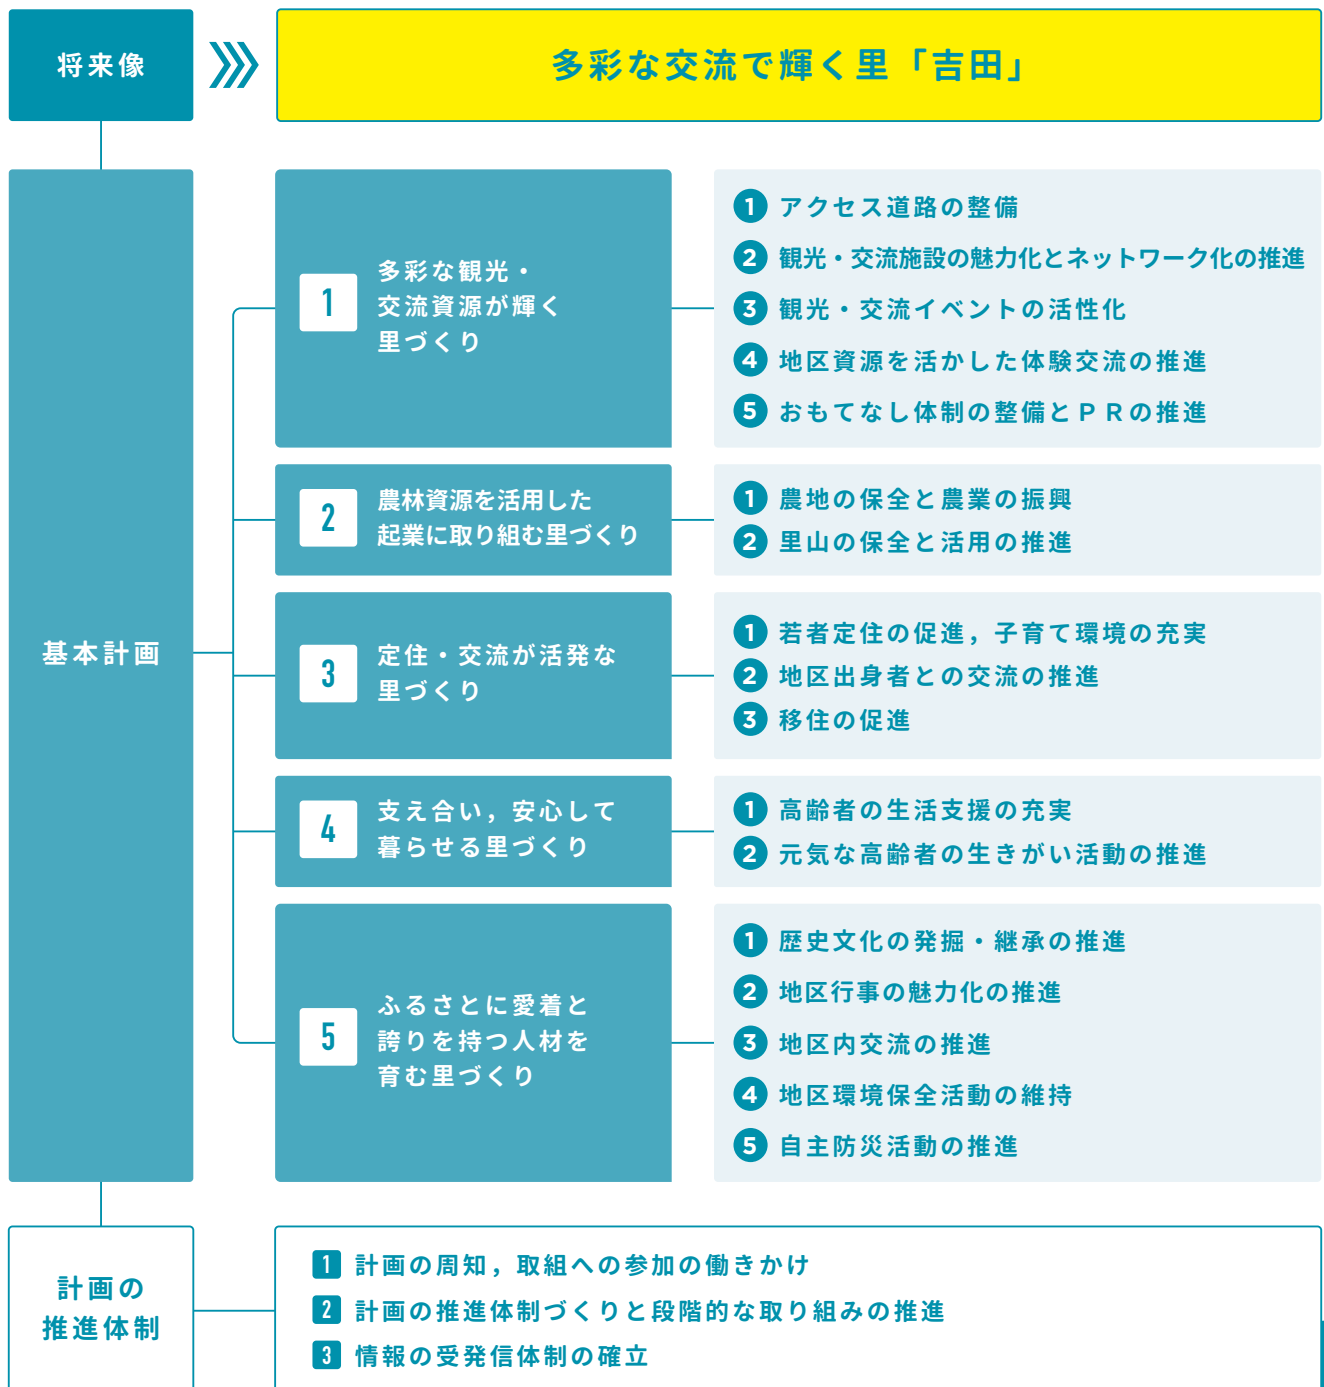 将来像
多彩な交流で輝く里「吉田」
基本計画
1
多彩な観光・
交流資源が輝く
里づくり
1 アクセス道路の整備
2 観光・交流施設の魅力化とネットワーク化の推進
3 観光・交流イベントの活性化
4 地区資源を活かした体験交流の推進
5 おもてなし体制の整備とＰＲの推進
2
農林資源を活用した
起業に取り組む里づくり
1 農地の保全と農業の振興
2 里山の保全と活用の推進
3
定住・交流が活発な
里づくり
1 若者定住の促進，子育て環境の充実
2 地区出身者との交流の推進
3 移住の促進
4
支え合い，安心して
暮らせる里づくり
1 高齢者の生活支援の充実
2 元気な高齢者の生きがい活動の推進
5
ふるさとに愛着と
誇りを持つ人材を
育む里づくり
1 歴史文化の発掘・継承の推進
2 地区行事の魅力化の推進
3 地区内交流の推進
4 地区環境保全活動の維持
5 自主防災活動の推進
計画の
推進体制
1 計画の周知，取組への参加の働きかけ
2 計画の推進体制づくりと段階的な取り組みの推進
3 情報の受発信体制の確立